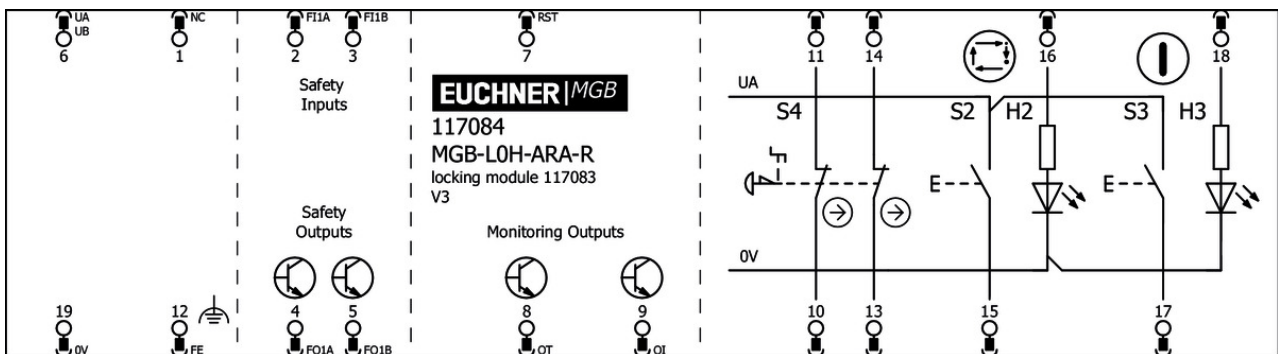 UA
UB
NC
FI1A
FI1B
RST
6
1
2
3
7
11
14
16
18
Safety
Inputs
EUCHNER MGB
117084
MGB-L0H-ARA-R
locking module 117083
V3
UA
S4
S2
H2
S3
H3
E
E
Safety
Outputs
Monitoring Outputs
0V
19
12
4
5
8
9
10
13
15
17
0V
FE
FO1A
FO1B
OT
OI